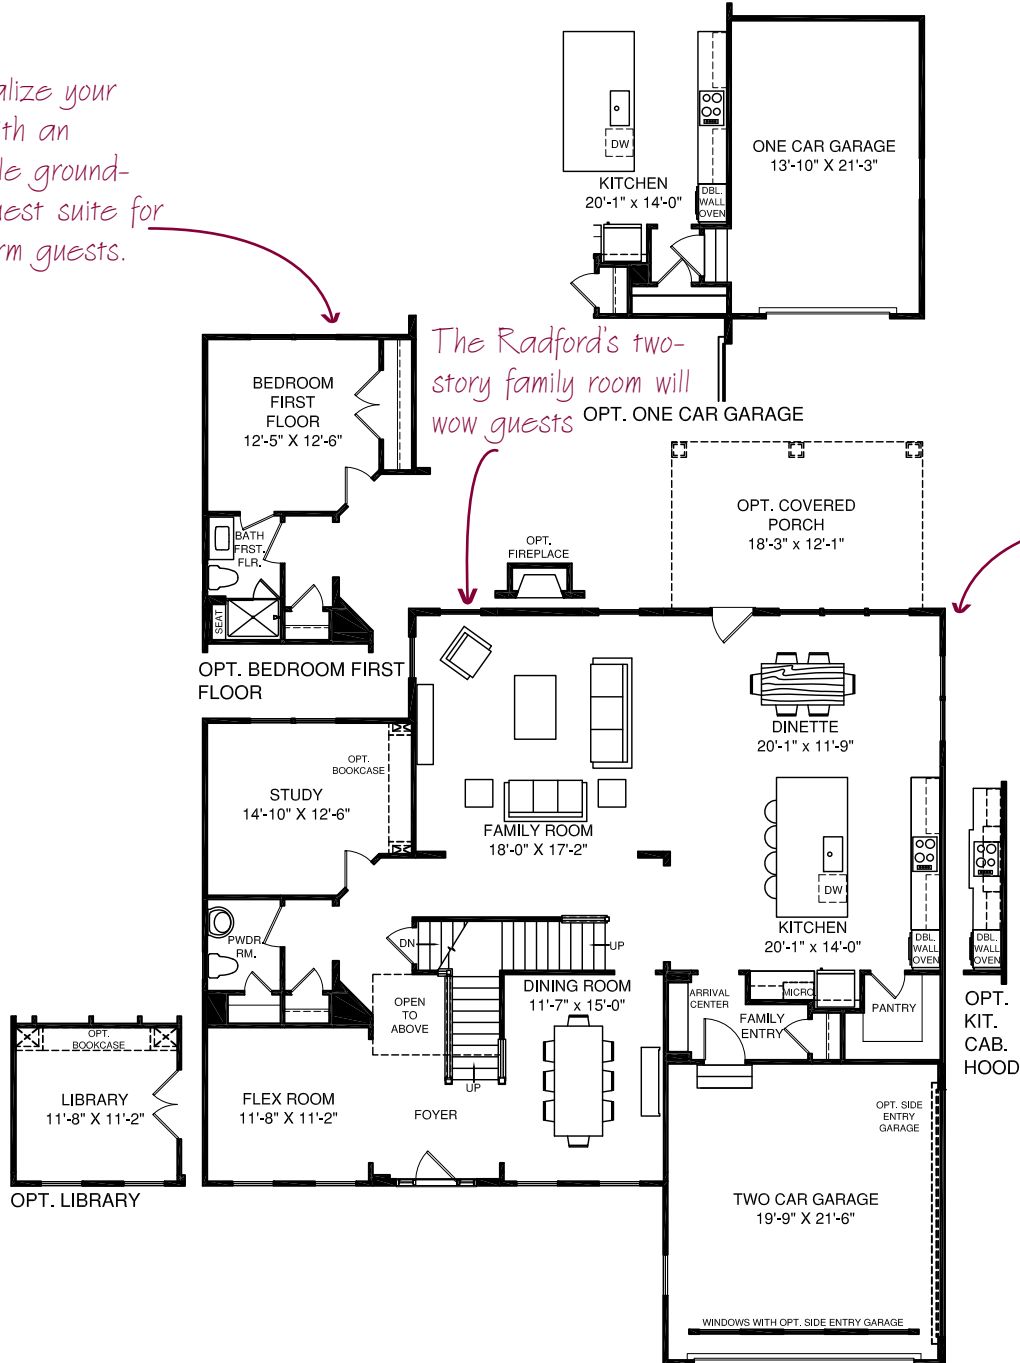 alize your
th an
le ground-
uest suite for
rm guests.
DW
KITCHEN
20'-1" x 14'-0"
DBL.
WALL
OVEN
ONE CAR GARAGE
13'-10" X 21'-3"
OPT. ONE CAR GARAGE
The Radford's two-
story family room will
wow guests
BEDROOM
FIRST
FLOOR
12'-5" X 12'-6"
BATH
FRST.
FLR.
SEAT
OPT. BEDROOM FIRST
FLOOR
OPT.
FIREPLACE
OPT. COVERED
PORCH
18'-3" x 12'-1"
DINETTE
20'-1" x 11'-9"
OPT.
BOOKCASE
STUDY
14'-10" X 12'-6"
FAMILY ROOM
18'-0" X 17'-2"
DW
KITCHEN
20'-1" x 14'-0"
DBL.
WALL
OVEN
DBL.
WALL
OVEN
OPT.
KIT.
CAB.
HOOD
PWDR.
RM.
DN
UP
OPEN
TO
ABOVE
UP
DINING ROOM
11'-7" x 15'-0"
ARRIVAL
CENTER
MICRO
FAMILY
ENTRY
PANTRY
OPT.
BOOKCASE
LIBRARY
11'-8" X 11'-2"
OPT. LIBRARY
FLEX ROOM
11'-8" X 11'-2"
FOYER
OPT. SIDE
ENTRY
GARAGE
TWO CAR GARAGE
19'-9" X 21'-6"
WINDOWS WITH OPT. SIDE ENTRY GARAGE